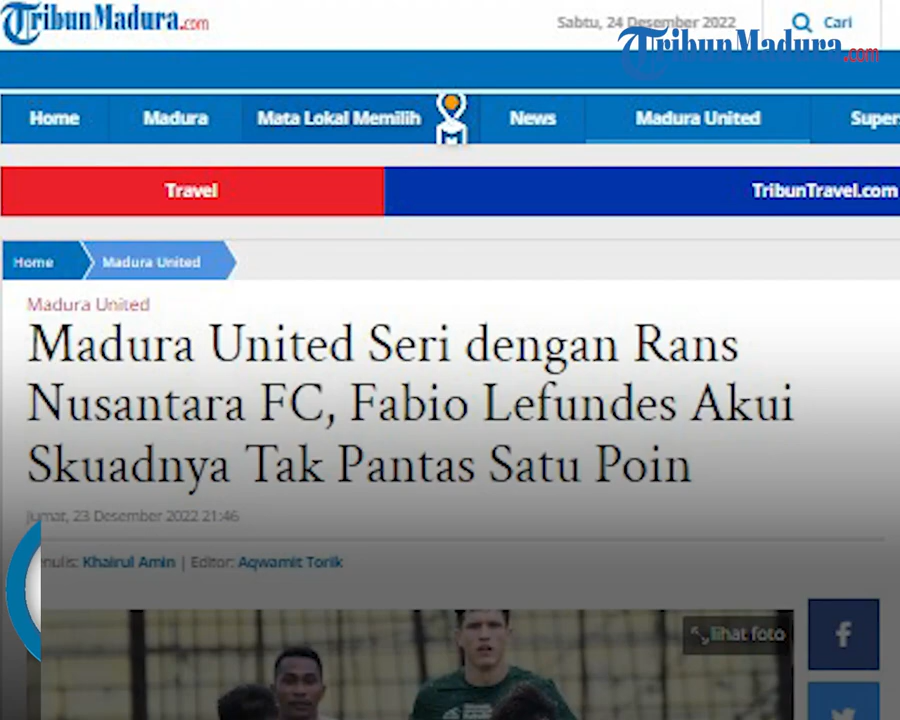 TribunMadura.com
Sabtu, 24 Desember 2022
Cari
TribunMadura.com
Home
Madura
Mata Lokal Memilih
News
Madura United
Super
Travel
TribunTravel.com
Home
Madura United
Madura United
Madura United Seri dengan Rans
Nusantara FC, Fabio Lefundes Akui
Skuadnya Tak Pantas Satu Poin
Jumat, 23 Desember 2022 21:46
nulis: Khairul Amin | Editor: Aqwamit Torik
lihat foto